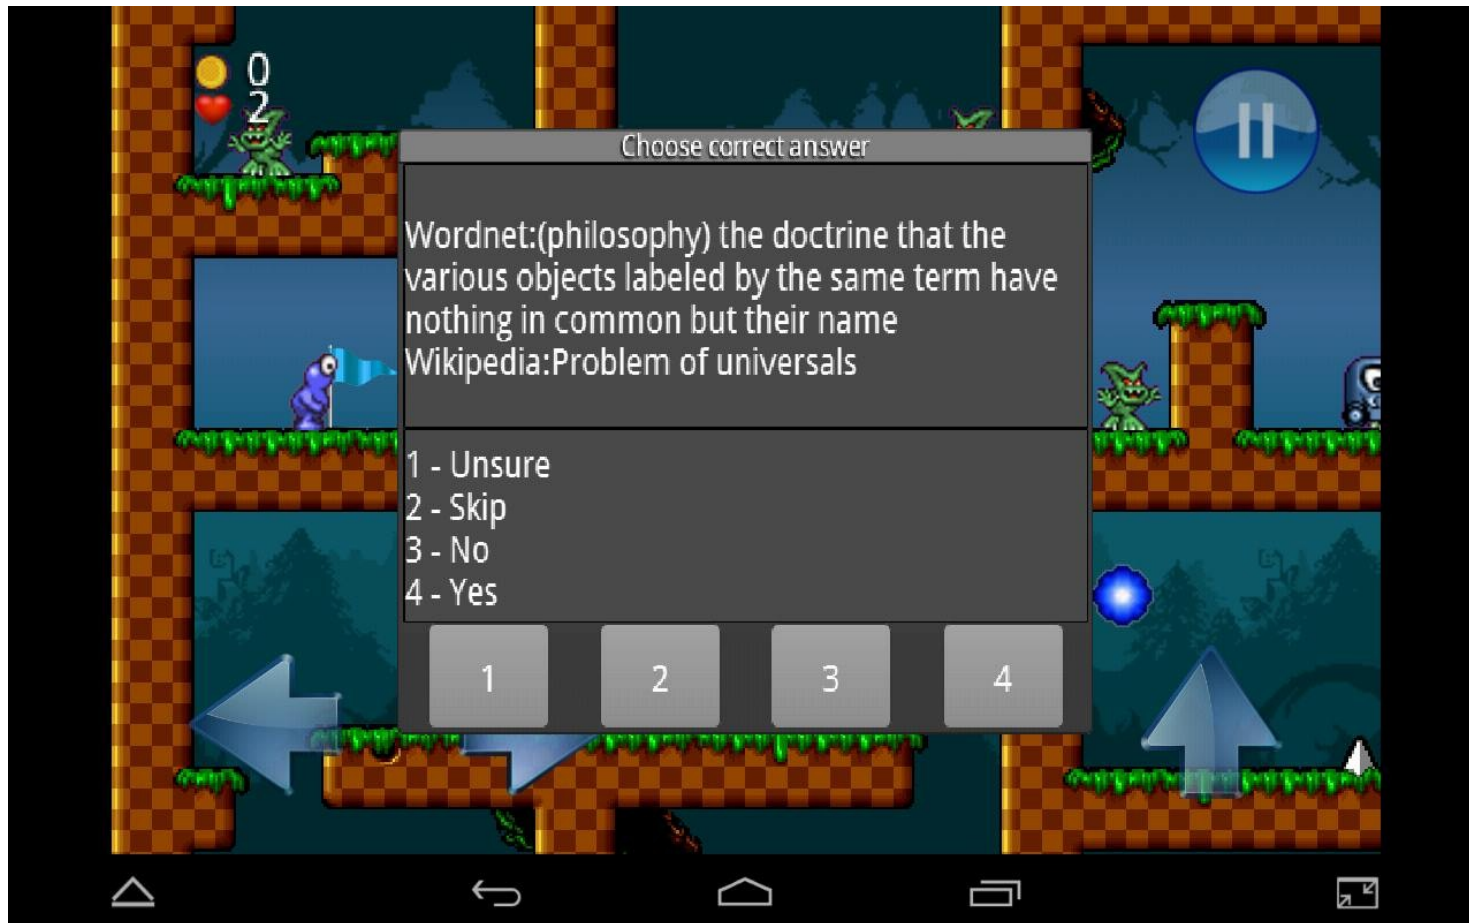 0
2
Choose correct answer
Wordnet:(philosophy) the doctrine that the
various objects labeled by the same term have
nothing in common but their name
Wikipedia:Problem of universals
1 - Unsure
2 - Skip
3 - No
4 - Yes
1 2 3 4